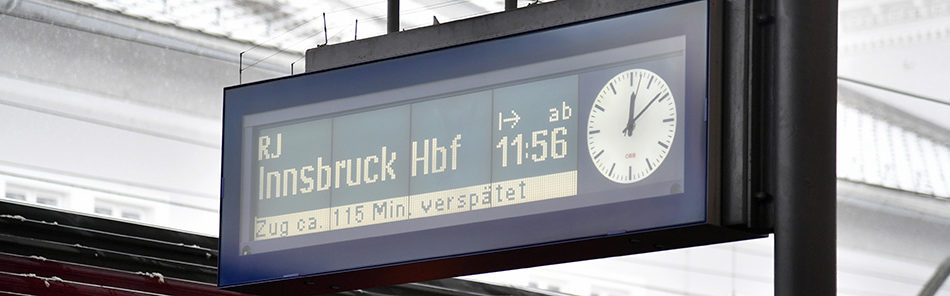 RJ
Innsbruck Hbf
ab
11:56
Zug ca. 115 Min. verspätet
ÖBB